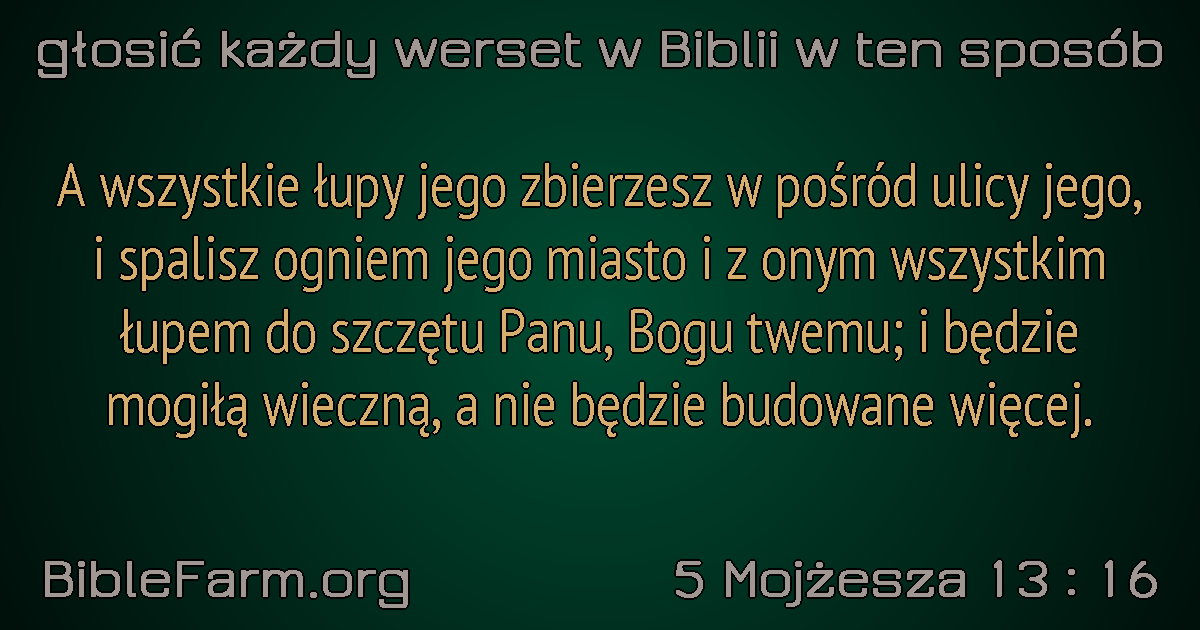 głosić każdy werset w Biblii w ten sposób
A wszystkie łupy jego zbierzesz w pośród ulicy jego,
i spalisz ogniem jego miasto i z onym wszystkim
łupem do szczętu Panu, Bogu twemu; i będzie
mogiłą wieczną, a nie będzie budowane więcej.
BibleFarm.org
5 Mojżesza 13 : 16